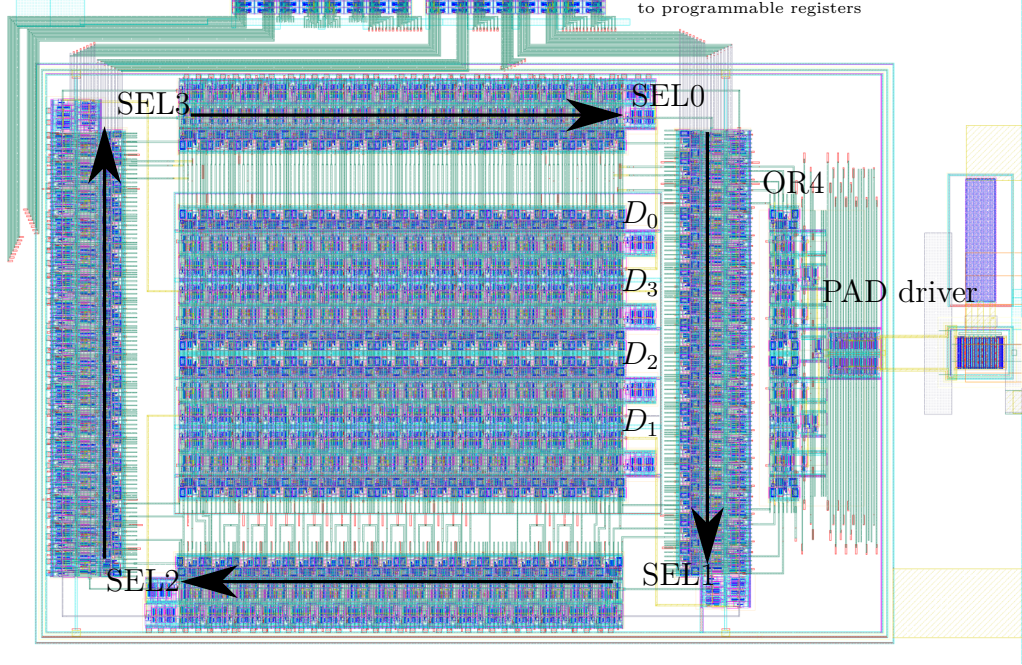 to programmable registers
SEL3
SEL0
OR4
D₀
D₃
PAD driver
D₂
D₁
SEL2
SEL1